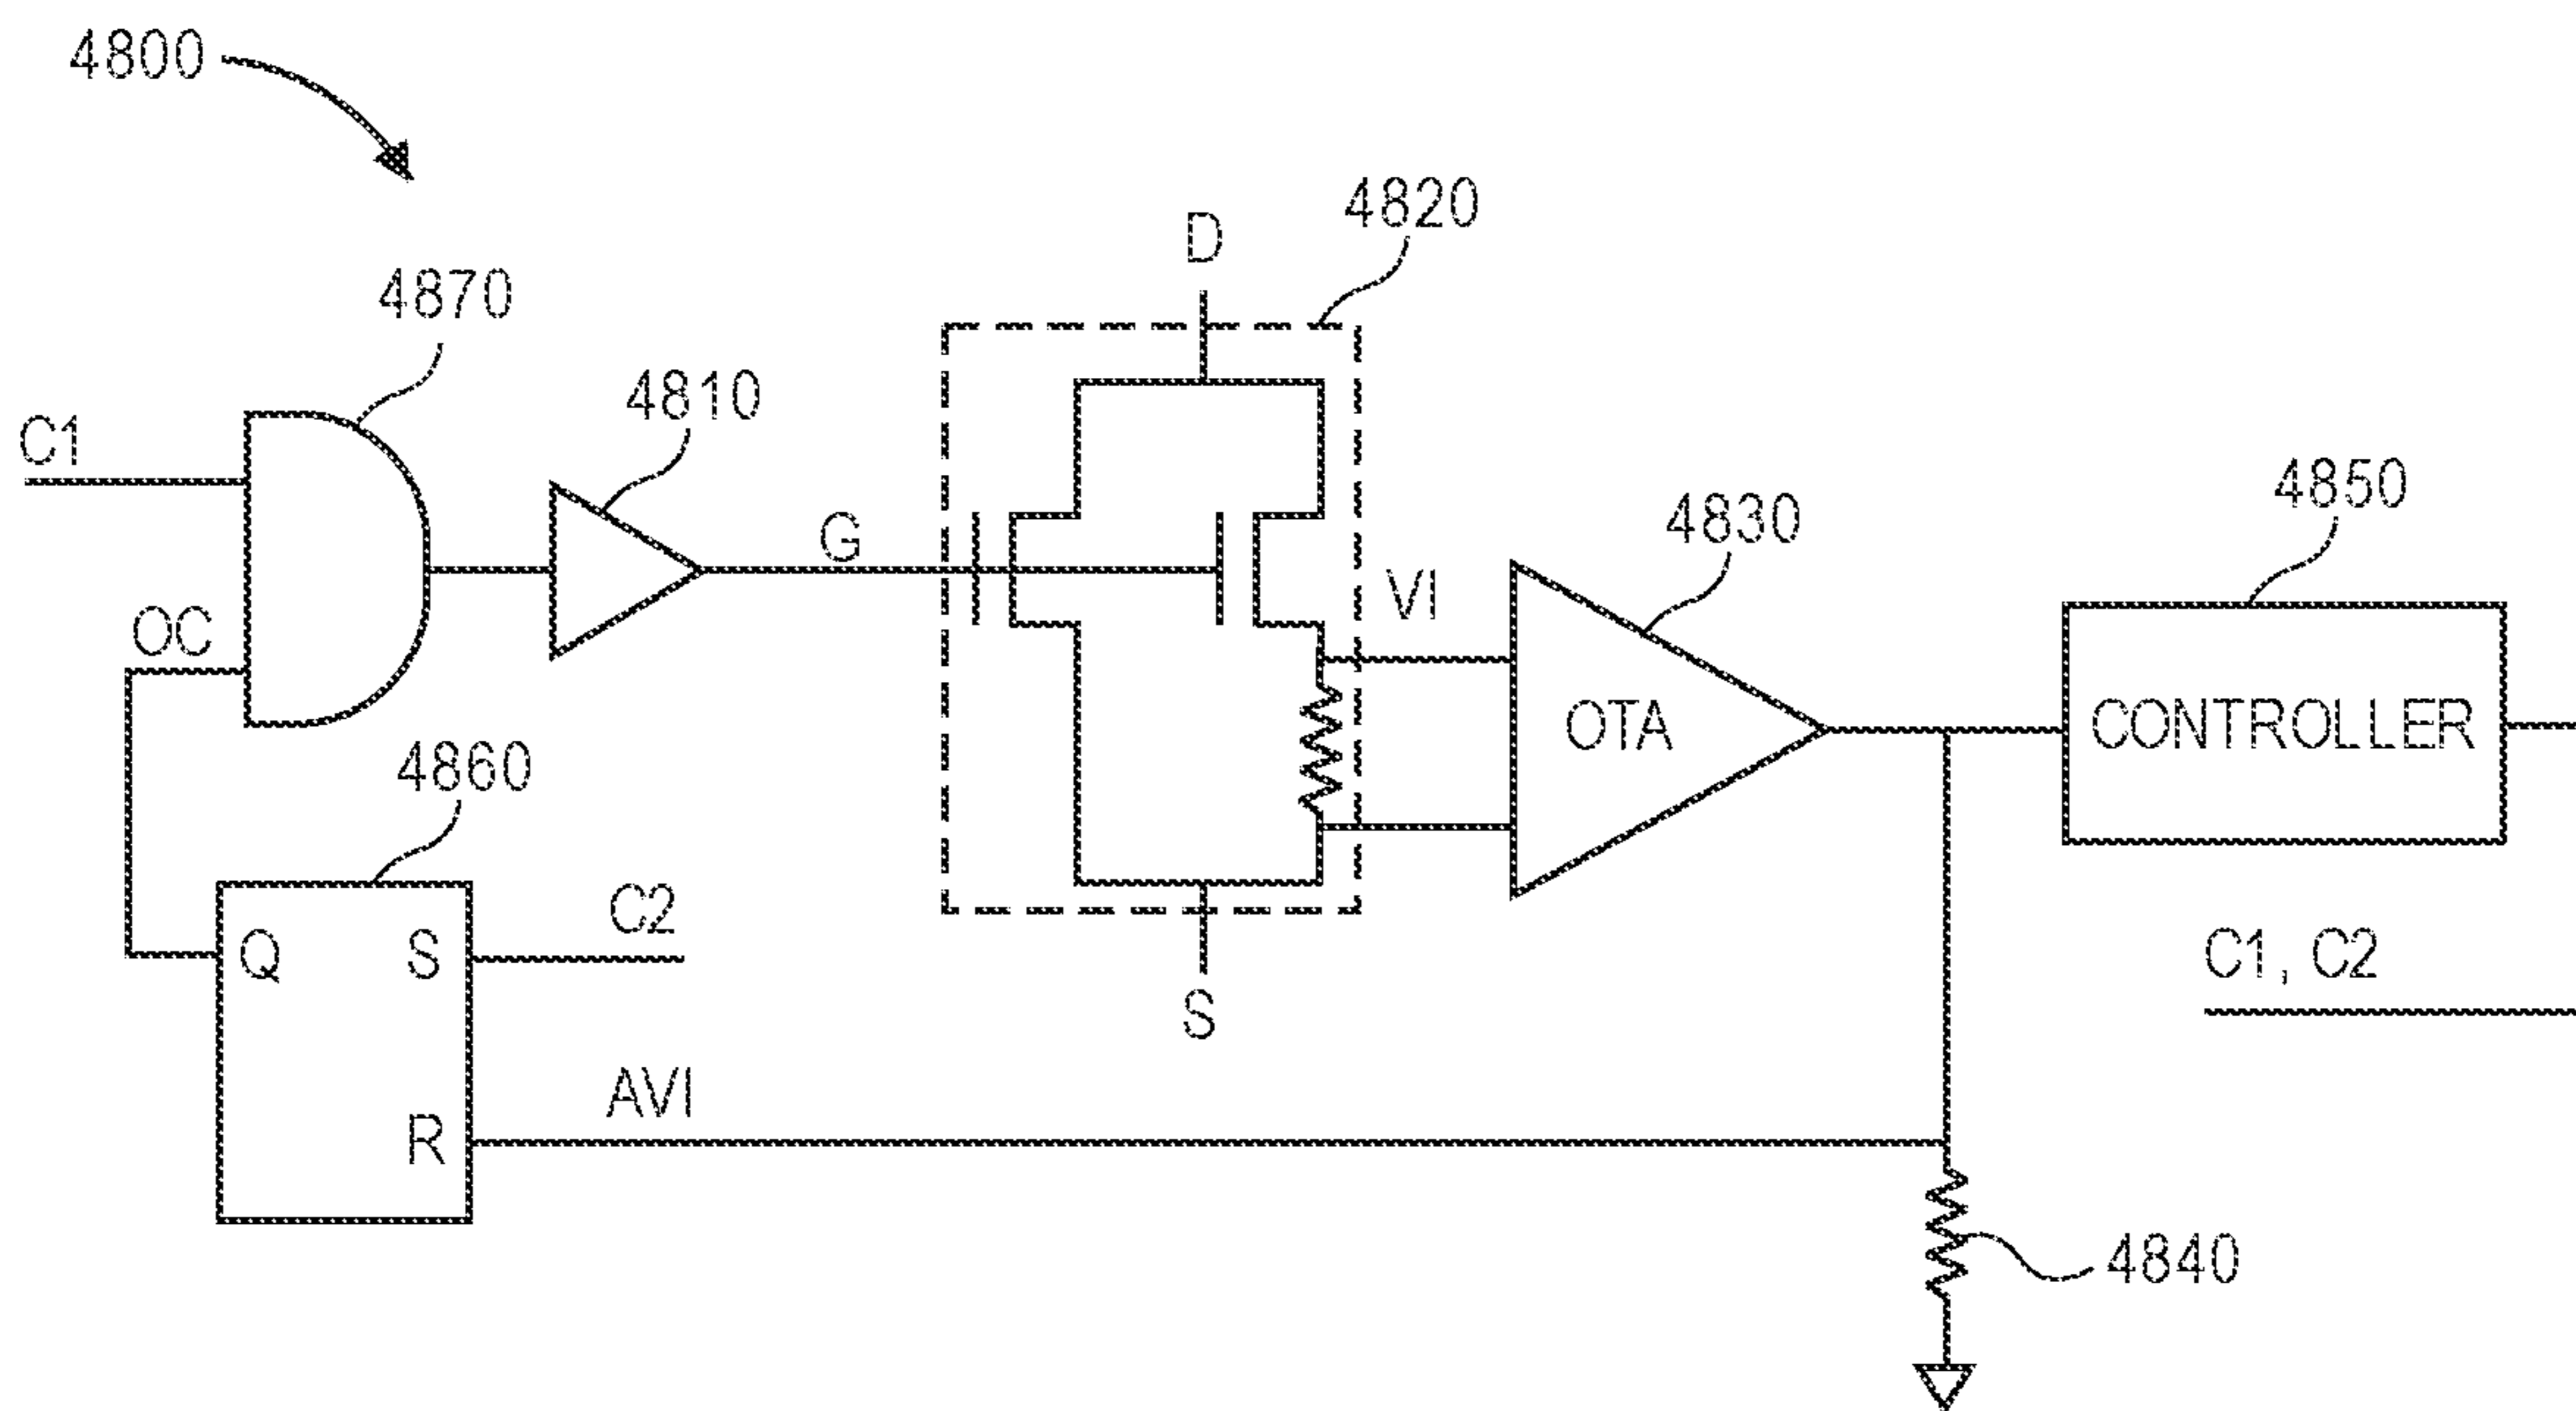 4800
4820
D
4870
4810
C1
4850
4830
G
VI
OC
OTA
CONTROLLER
4860
C2
Q
S
C1, C2
S
AVI
R
4840